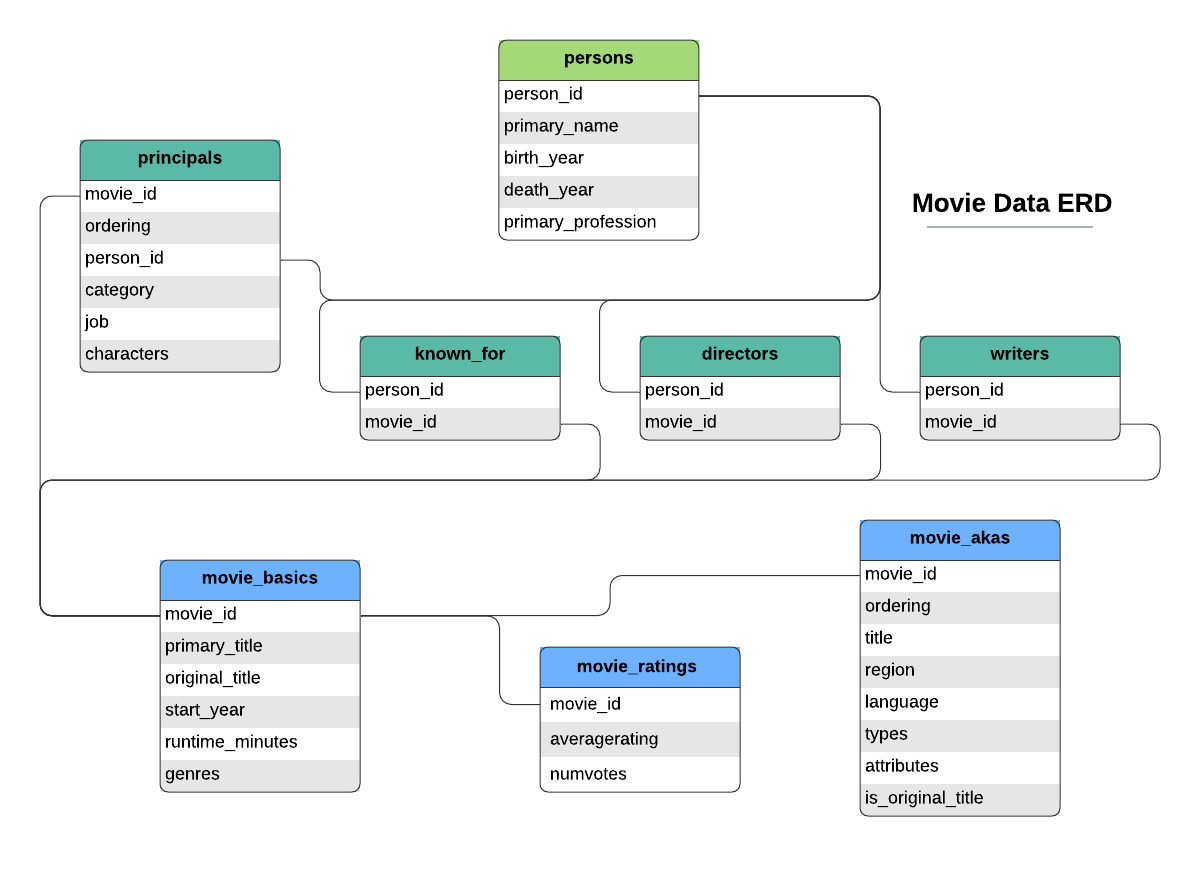 persons
person_id
primary_name
birth_year
death_year
primary_profession
principals
movie_id
ordering
person_id
category
job
characters
Movie Data ERD
known_for
person_id
movie_id
directors
person_id
movie_id
writers
person_id
movie_id
movie_basics
movie_id
primary_title
original_title
start_year
runtime_minutes
genres
movie_ratings
movie_id
averagerating
numvotes
movie_akas
movie_id
ordering
title
region
language
types
attributes
is_original_title